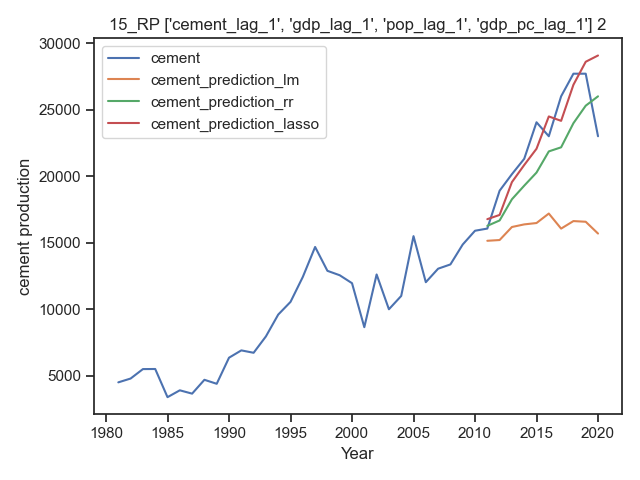 15_RP ['cement_lag_1', 'gdp_lag_1', 'pop_lag_1', 'gdp_pc_lag_1'] 2
30000
25000
20000
15000
10000
5000
cement production
cement
cement_prediction_lm
cement_prediction_rr
cement_prediction_lasso
1980 1985 1990 1995 2000 2005 2010 2015 2020
Year